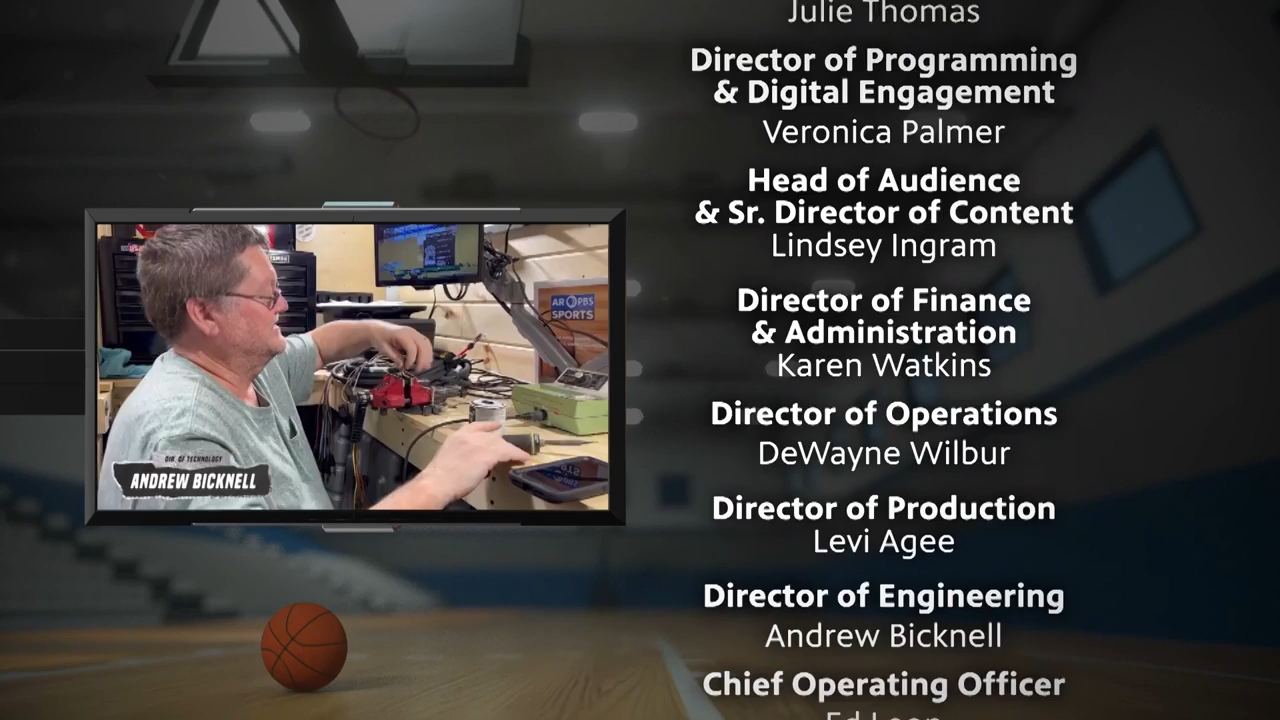 Julie Thomas
Director of Programming
& Digital Engagement
Veronica Palmer
Head of Audience
& Sr. Director of Content
Lindsey Ingram
Director of Finance
& Administration
Karen Watkins
Director of Operations
DeWayne Wilbur
Director of Production
Levi Agee
Director of Engineering
Andrew Bicknell
Chief Operating Officer
AR PBS
SPORTS
DIR. OF TECHNOLOGY
ANDREW BICKNELL